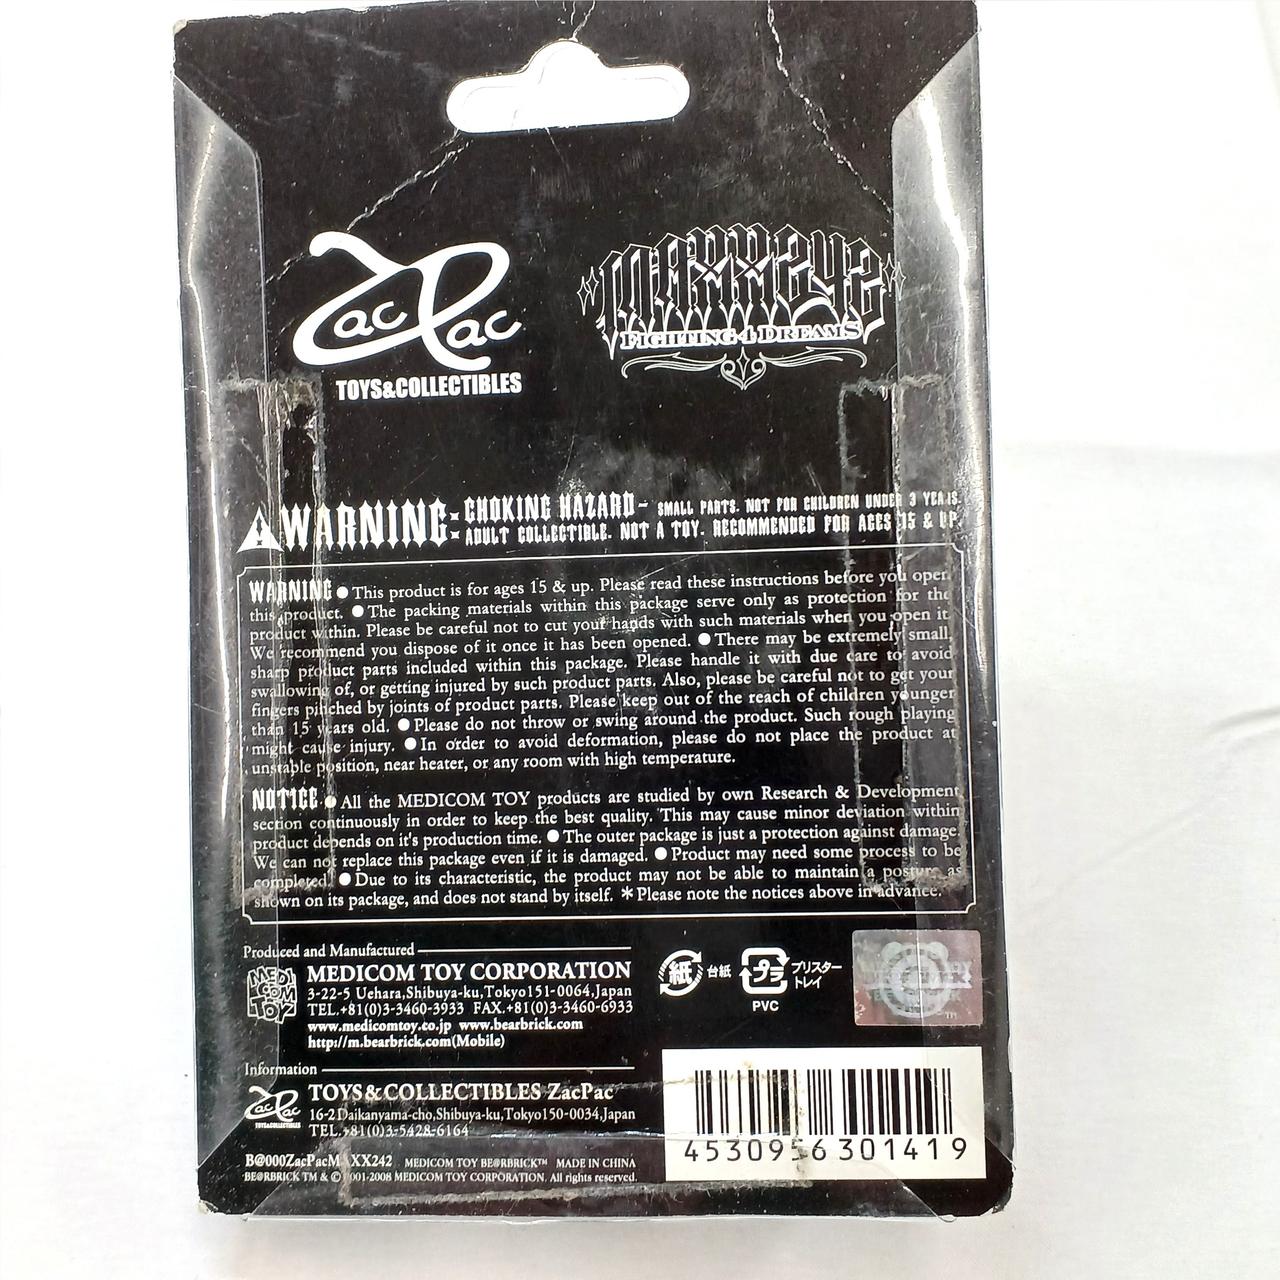 ZacPac
TOYS&COLLECTIBLES
MAXX242
FIGHTING 4 DREAMS
WARNING: CHOKING HAZARD- SMALL PARTS. NOT FOR CHILDREN UNDER 3 YEARS.
ADULT COLLECTIBLE. NOT A TOY. RECOMMENDED FOR AGES 15 & UP.
WARNING ● This product is for ages 15 & up. Please read these instructions before you open
this product. ● The packing materials within this package serve only as protection for the
product within. Please be careful not to cut your hands with such materials when you open it.
We recommend you dispose of it once it has been opened. ● There may be extremely small,
sharp product parts included within this package. Please handle it with due care to avoid
swallowing of, or getting injured by such product parts. Also, please be careful not to get your
fingers pinched by joints of product parts. Please keep out of the reach of children younger
than 15 years old. ● Please do not throw or swing around the product. Such rough playing
might cause injury. ● In order to avoid deformation, please do not place the product at
unstable position, near heater, or any room with high temperature.
NOTICE ● All the MEDICOM TOY products are studied by own Research & Development
section continuously in order to keep the best quality. This may cause minor deviation within
product depends on it's production time. ● The outer package is just a protection against damage.
We can not replace this package even if it is damaged. ● Product may need some process to be
completed. ● Due to its characteristic, the product may not be able to maintain a posture as
shown on its package, and does not stand by itself. * Please note the notices above in advance.
Produced and Manufactured
MEDICOM TOY
MEDICOM TOY CORPORATION
3-22-5 Uehara,Shibuya-ku,Tokyo151-0064,Japan
TEL.+81(0)3-3460-3933 FAX.+81(0)3-3460-6933
www.medicomtoy.co.jp www.bearbrick.com
http://m.bearbrick.com(Mobile)
紙 台紙
プラ ブリスター
トレイ
PVC
TM
Information
ZacPac
TOYS&COLLECTIBLES
TOYS&COLLECTIBLES ZacPac
16-2 Daikanyama-cho,Shibuya-ku,Tokyo150-0034,Japan
TEL.+81(0)3-5428-6164
B@000ZacPacMAXX242 MEDICOM TOY BE@RBRICK™ MADE IN CHINA
BE@RBRICK TM & © 2001-2008 MEDICOM TOY CORPORATION. All rights reserved.
4530956301419